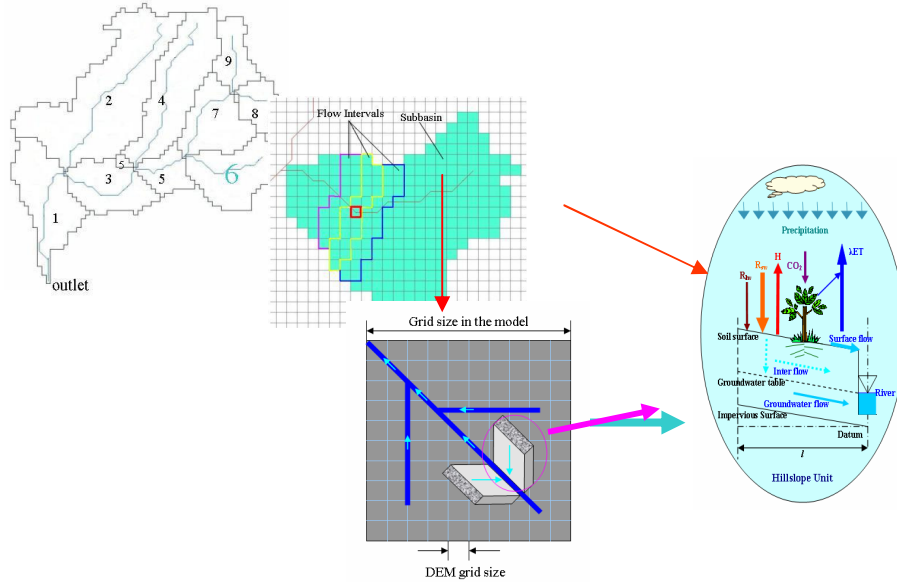 9
2
4
7
8
5
3
5
6
1
outlet
Flow Intervals
Subbasin
Grid size in the model
DEM grid size
Precipitation
H
CO2
λET
Soil surface
Surface flow
Inter flow
Groundwater table
River
Groundwater flow
Impervious Surface
Datum
l
Hillslope Unit